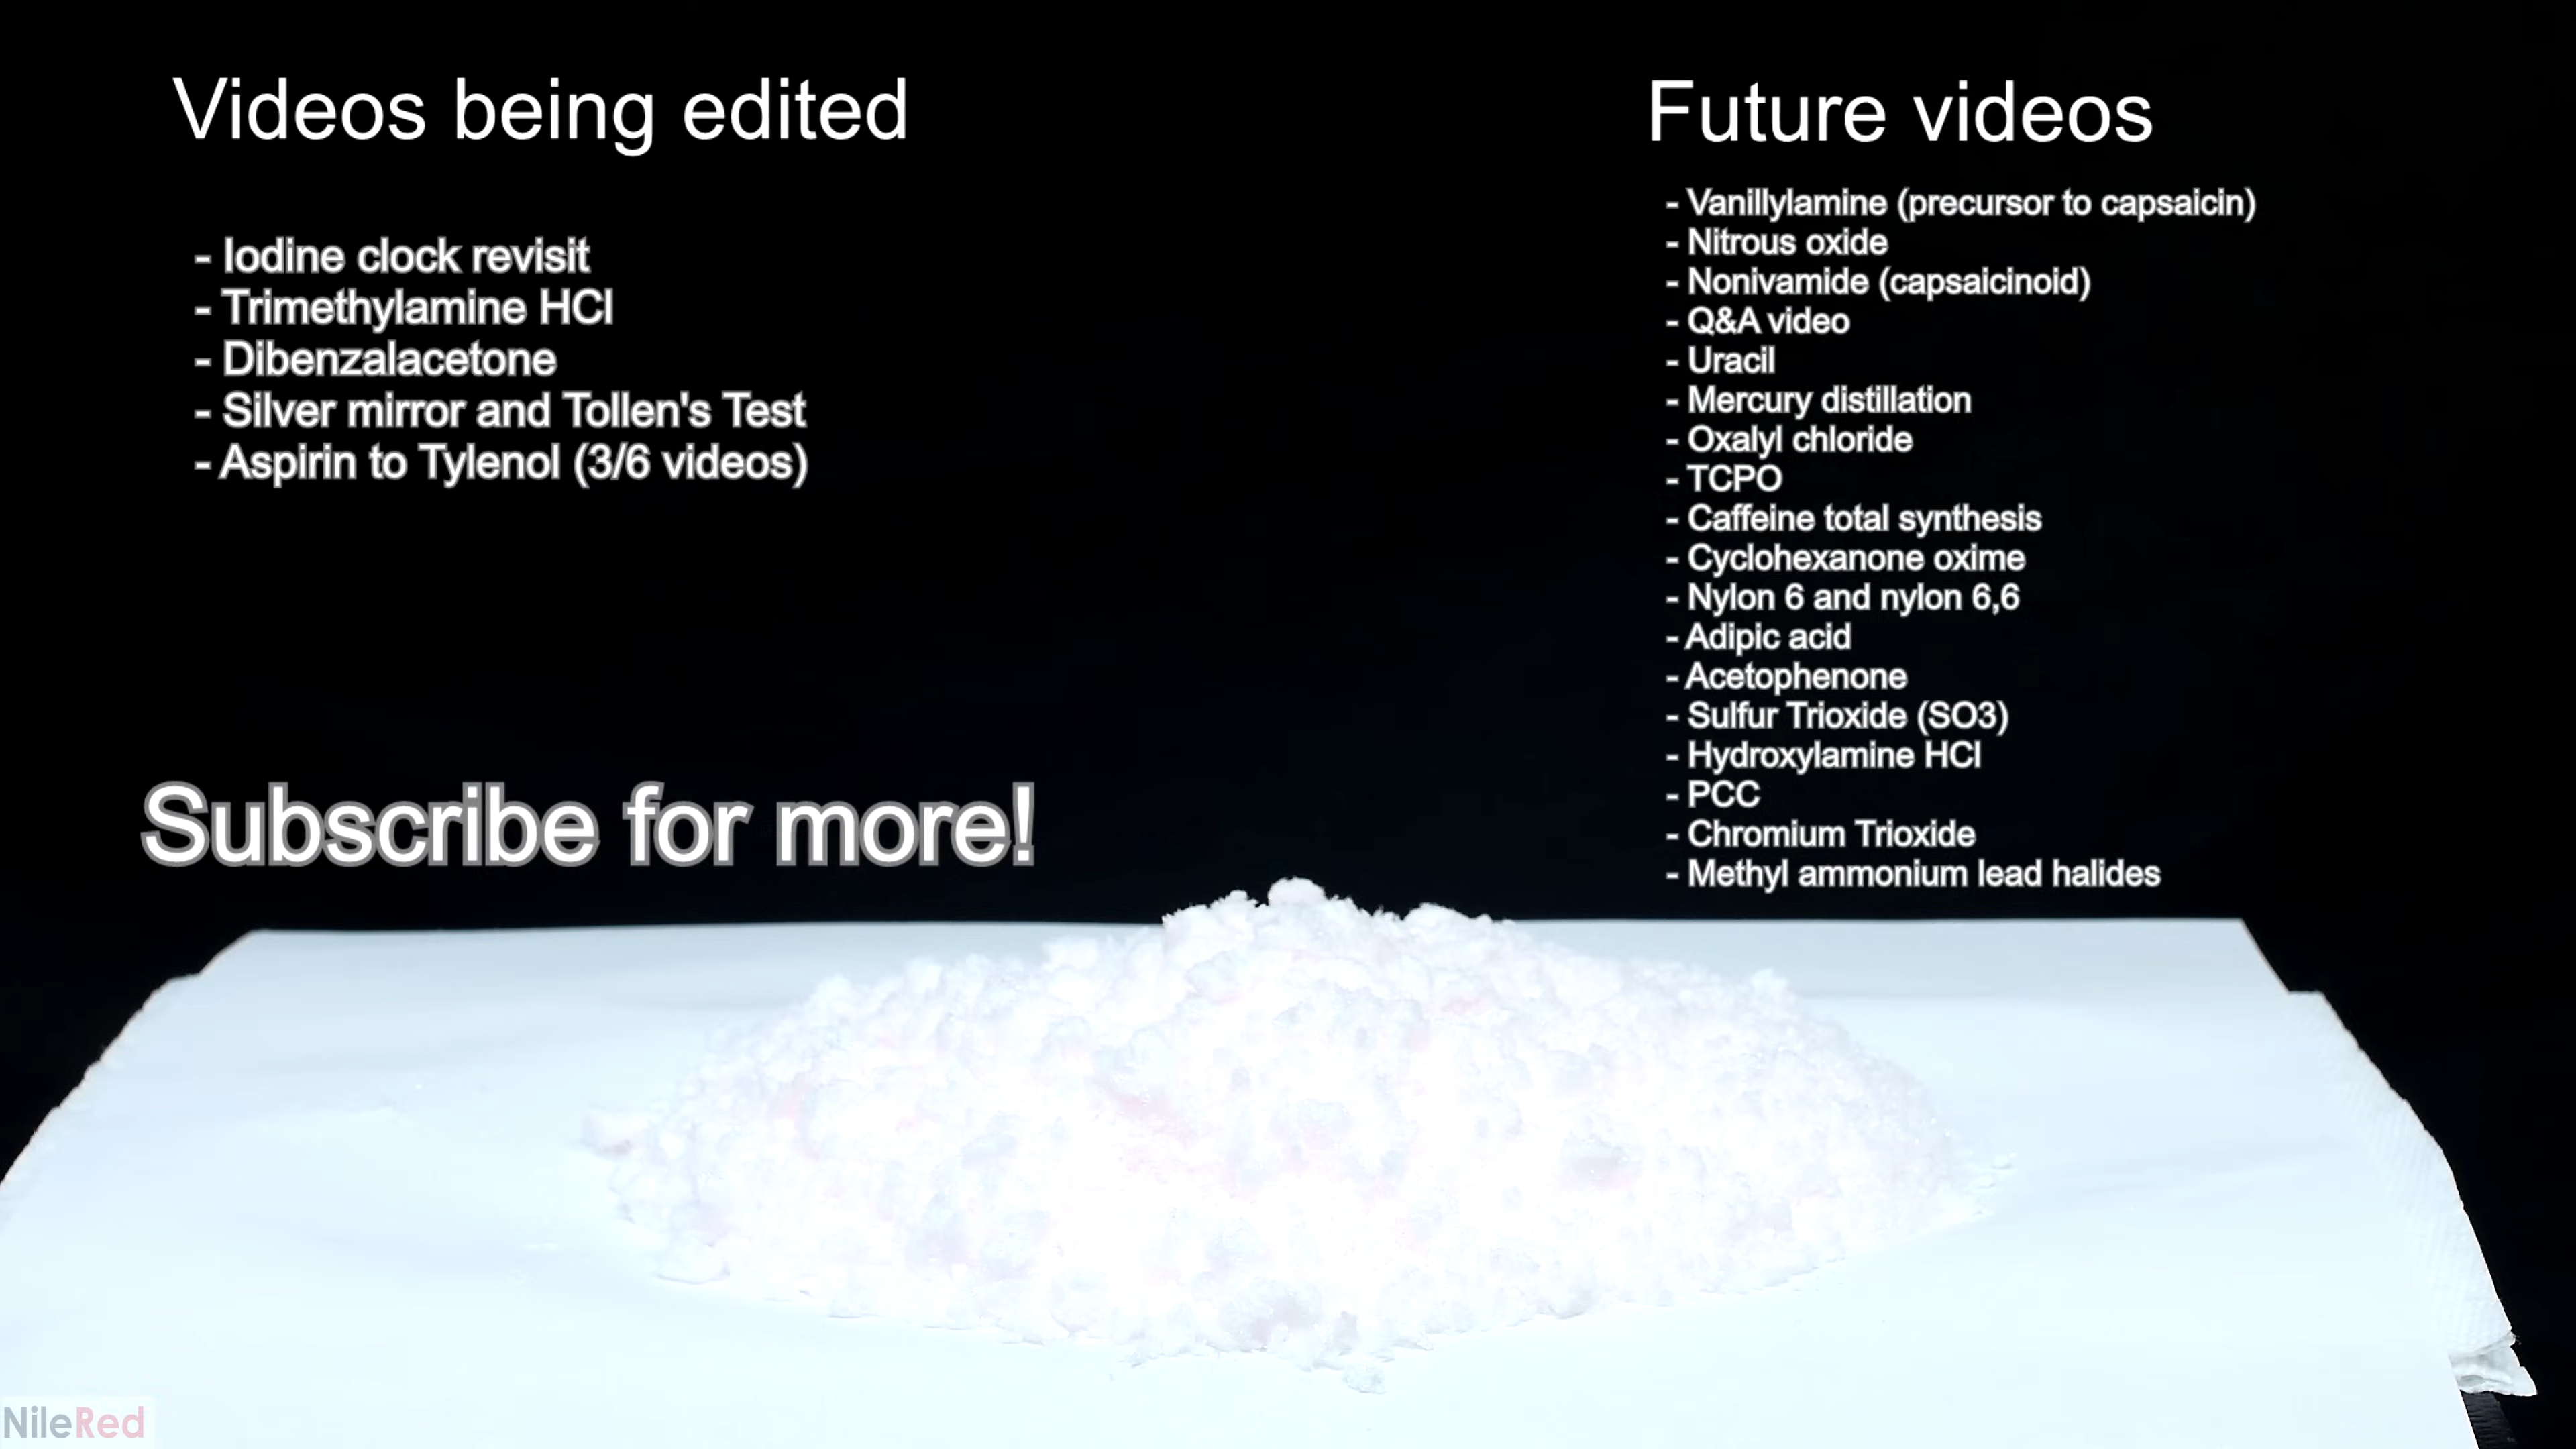 Videos being edited
- Iodine clock revisit
- Trimethylamine HCl
- Dibenzalacetone
- Silver mirror and Tollen's Test
- Aspirin to Tylenol (3/6 videos)
Subscribe for more!
Future videos
- Vanillylamine (precursor to capsaicin)
- Nitrous oxide
- Nonivamide (capsaicinoid)
- Q&A video
- Uracil
- Mercury distillation
- Oxalyl chloride
- TCPO
- Caffeine total synthesis
- Cyclohexanone oxime
- Nylon 6 and nylon 6,6
- Adipic acid
- Acetophenone
- Sulfur Trioxide (SO3)
- Hydroxylamine HCl
- PCC
- Chromium Trioxide
- Methyl ammonium lead halides
NileRed